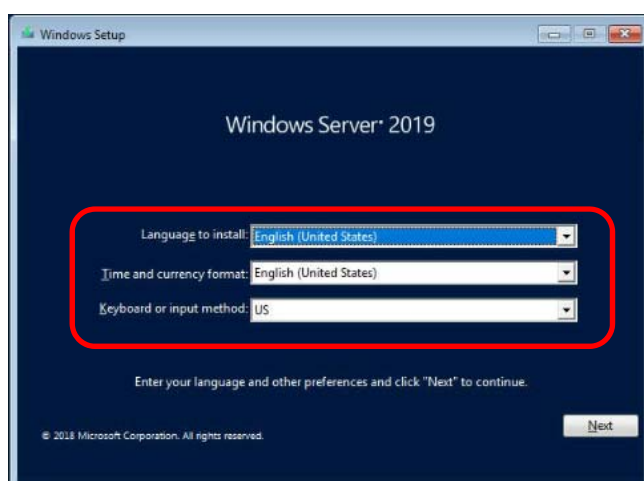 Windows Setup
Windows Server® 2019
Language to install: English (United States)
Time and currency format: English (United States)
Keyboard or input method: US
Enter your language and other preferences and click "Next" to continue.
© 2018 Microsoft Corporation. All rights reserved.
Next